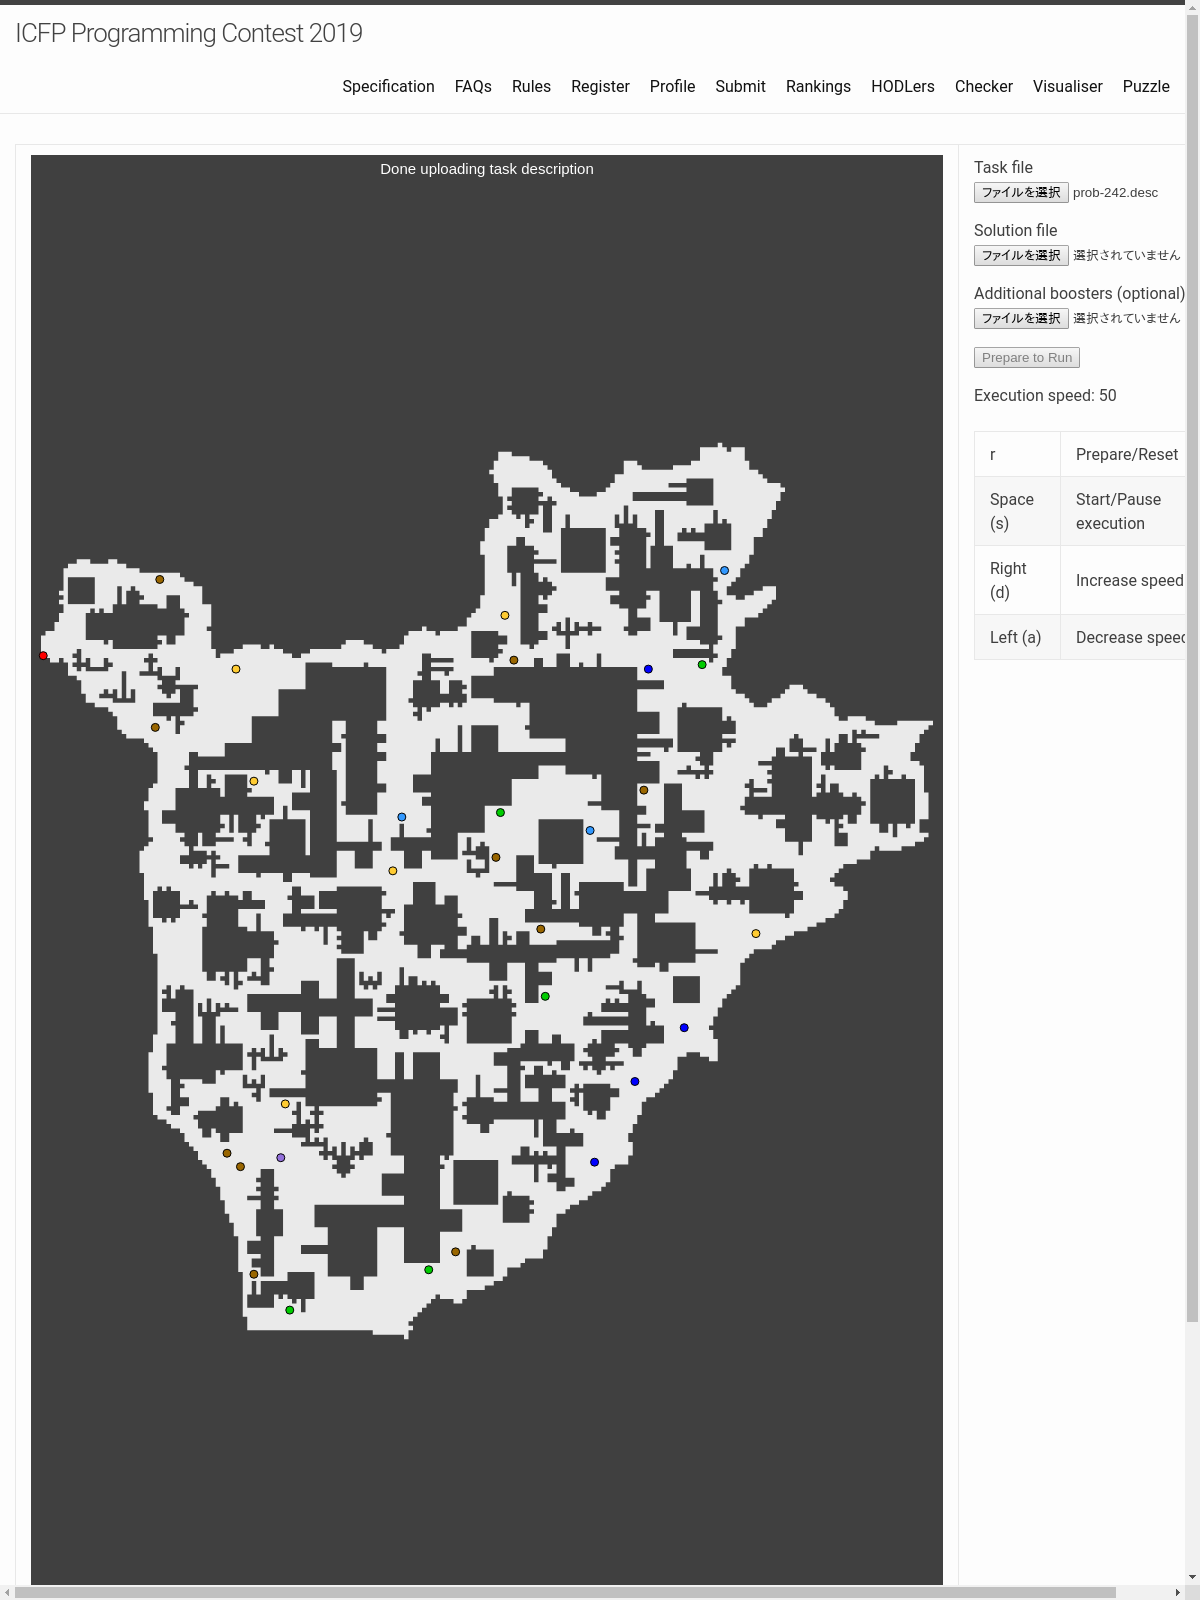 ICFP Programming Contest 2019
Specification FAQs Rules Register Profile Submit Rankings HODLers Checker Visualiser Puzzle
Done uploading task description
Task file
ファイルを選択 prob-242.desc
Solution file
ファイルを選択 選択されていません
Additional boosters (optional)
ファイルを選択 選択されていません
Prepare to Run
Execution speed: 50
r Prepare/Reset
Space (s) Start/Pause execution
Right (d) Increase speed
Left (a) Decrease speed